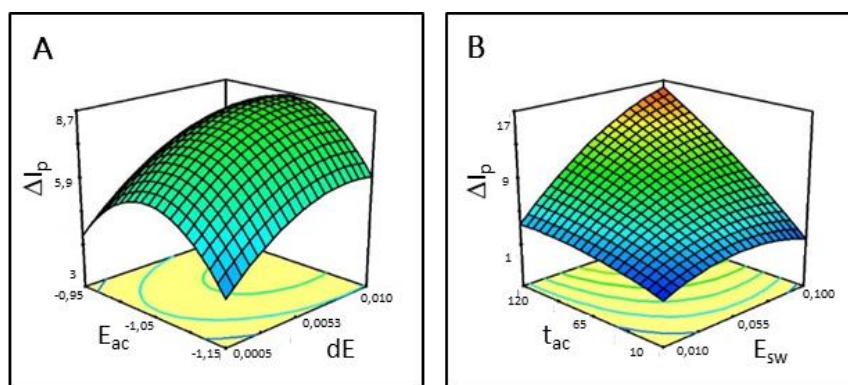 A
8,7
5,9
3
ΔIp
-0,95
-1,05
-1,15
Eac
0,0005
0,0053
0,010
dE
B
17
9
1
ΔIp
120
65
10
tac
0,010
0,055
0,100
Esw